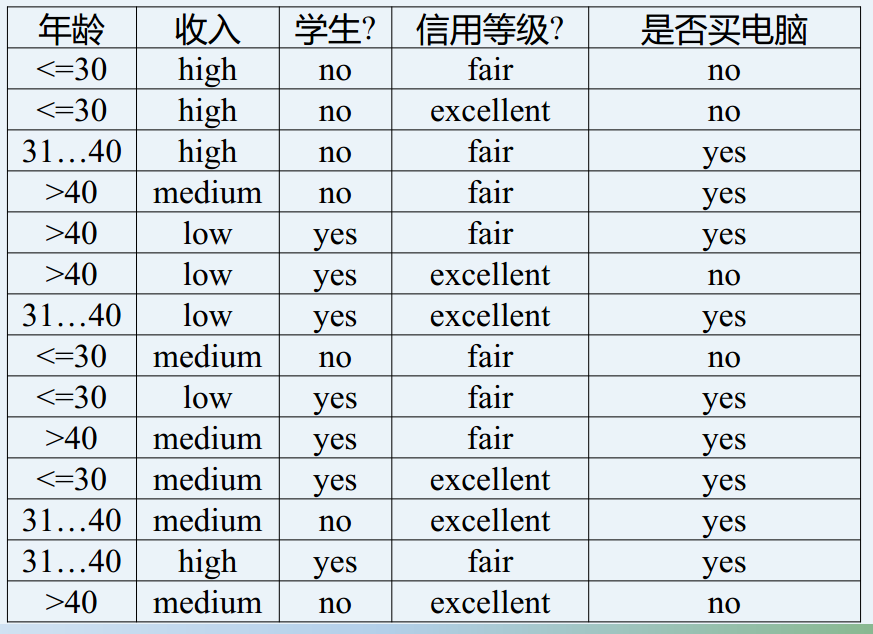 年龄 收入 学生? 信用等级? 是否买电脑
<=30 high no fair no
<=30 high no excellent no
31…40 high no fair yes
>40 medium no fair yes
>40 low yes fair yes
>40 low yes excellent no
31…40 low yes excellent yes
<=30 medium no fair no
<=30 low yes fair yes
>40 medium yes fair yes
<=30 medium yes excellent yes
31…40 medium no excellent yes
31…40 high yes fair yes
>40 medium no excellent no